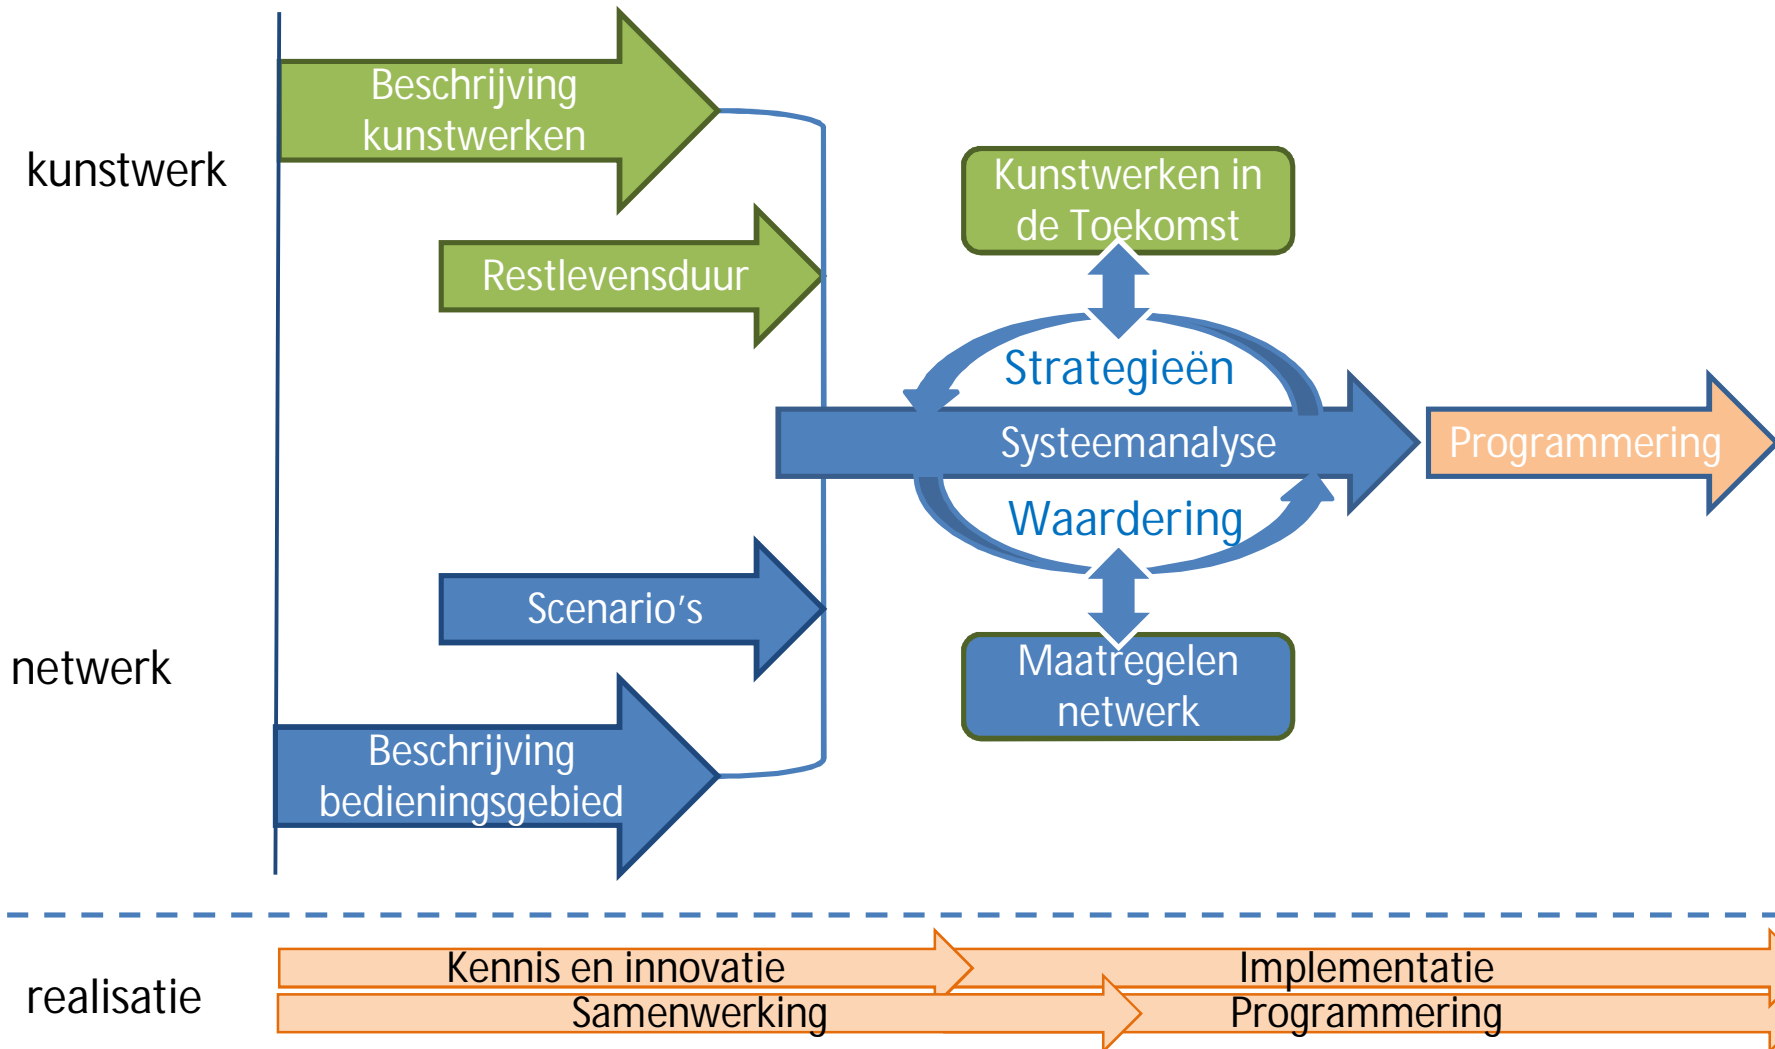 kunstwerk
Beschrijving
kunstwerken
Restlevensduur
Kunstwerken in
de Toekomst
Strategieën
Systeemanalyse
Programmering
Waardering
Maatregelen
netwerk
netwerk
Scenario's
Beschrijving
bedieningsgebied
realisatie
Kennis en innovatie
Implementatie
Samenwerking
Programmering